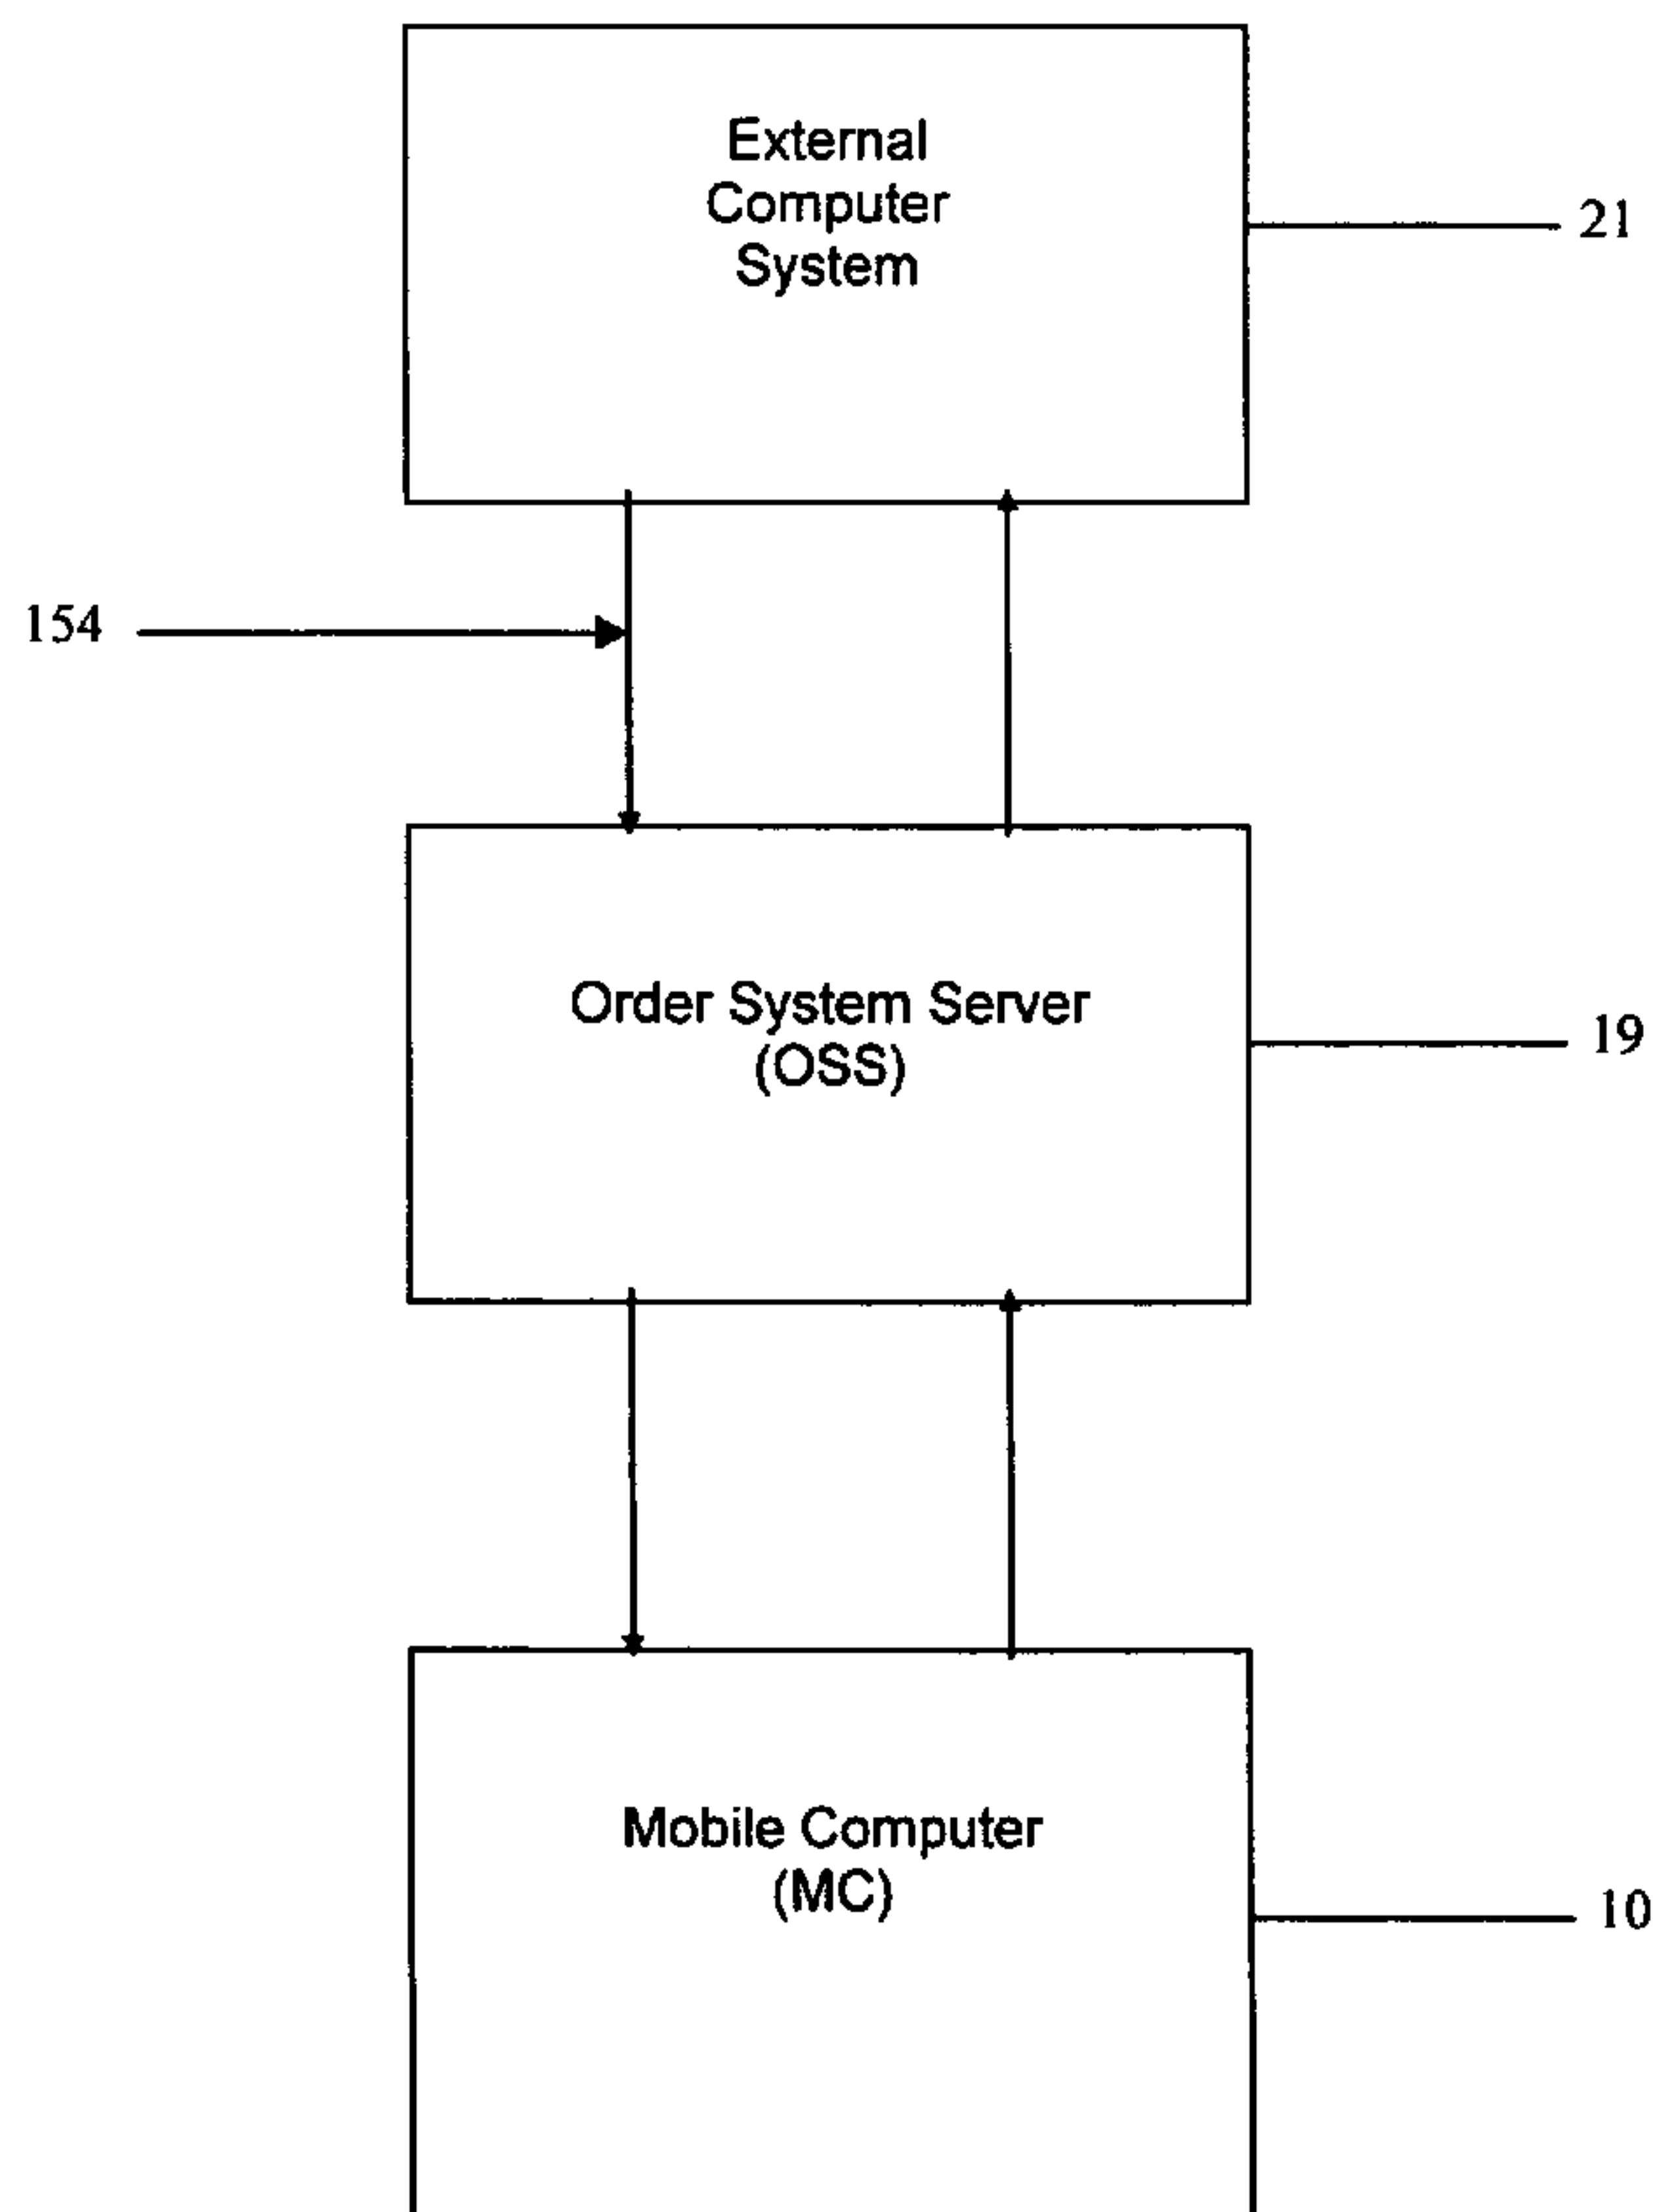 External
Computer
System
21
154
Order System Server
(OSS)
19
Mobile Computer
(MC)
10